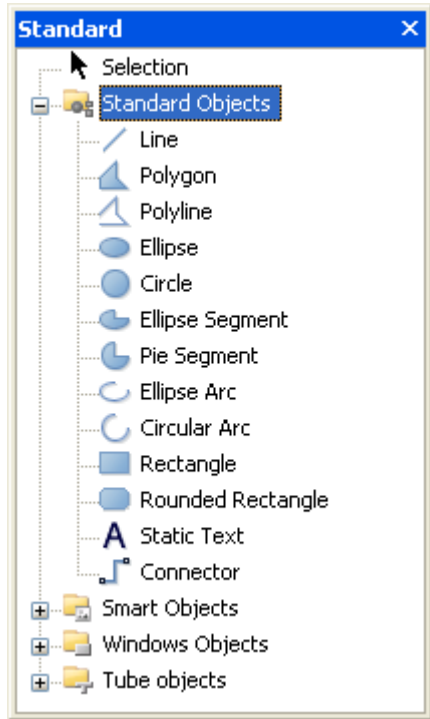 Standard
Selection
Standard Objects
Line
Polygon
Polyline
Ellipse
Circle
Ellipse Segment
Pie Segment
Ellipse Arc
Circular Arc
Rectangle
Rounded Rectangle
A Static Text
Connector
Smart Objects
Windows Objects
Tube objects